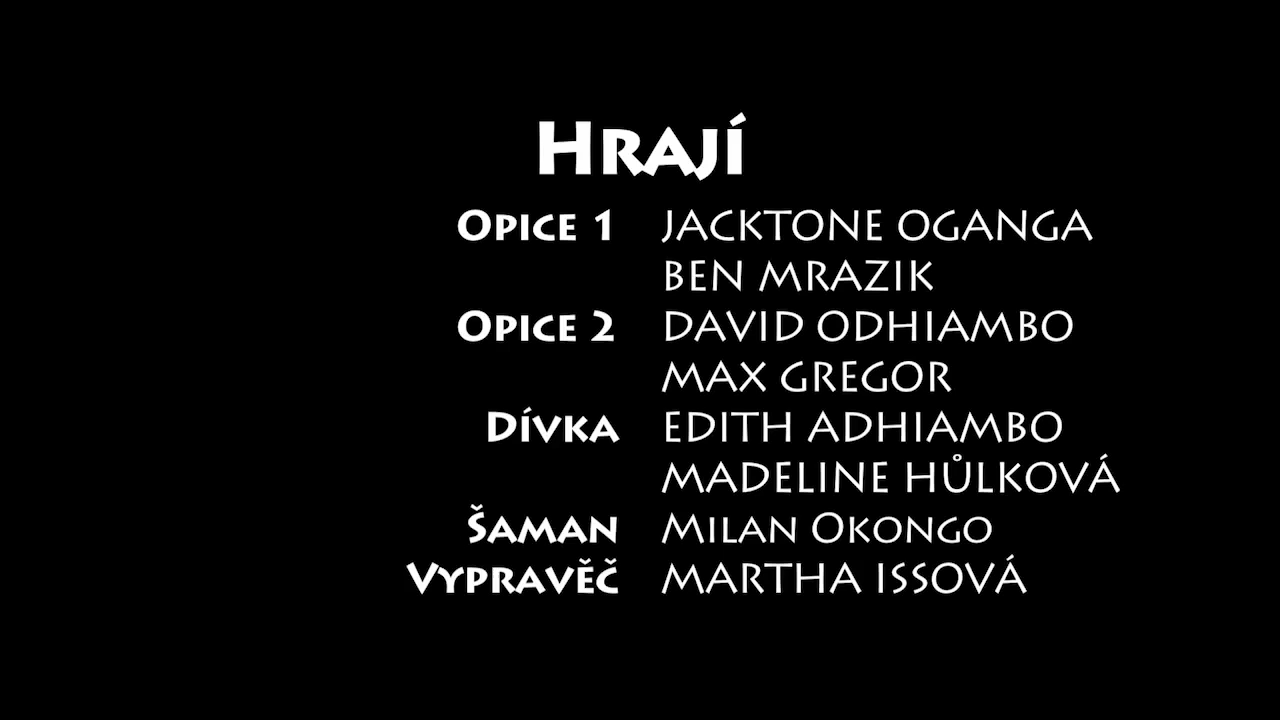 Hrají
Opice 1 JACKTONE OGANGA
BEN MRAZIK
Opice 2 DAVID ODHIAMBO
MAX GREGOR
Dívka EDITH ADHIAMBO
MADELINE HŮLKOVÁ
Šaman Milan Okongo
Vypravěč MARTHA ISSOVÁ